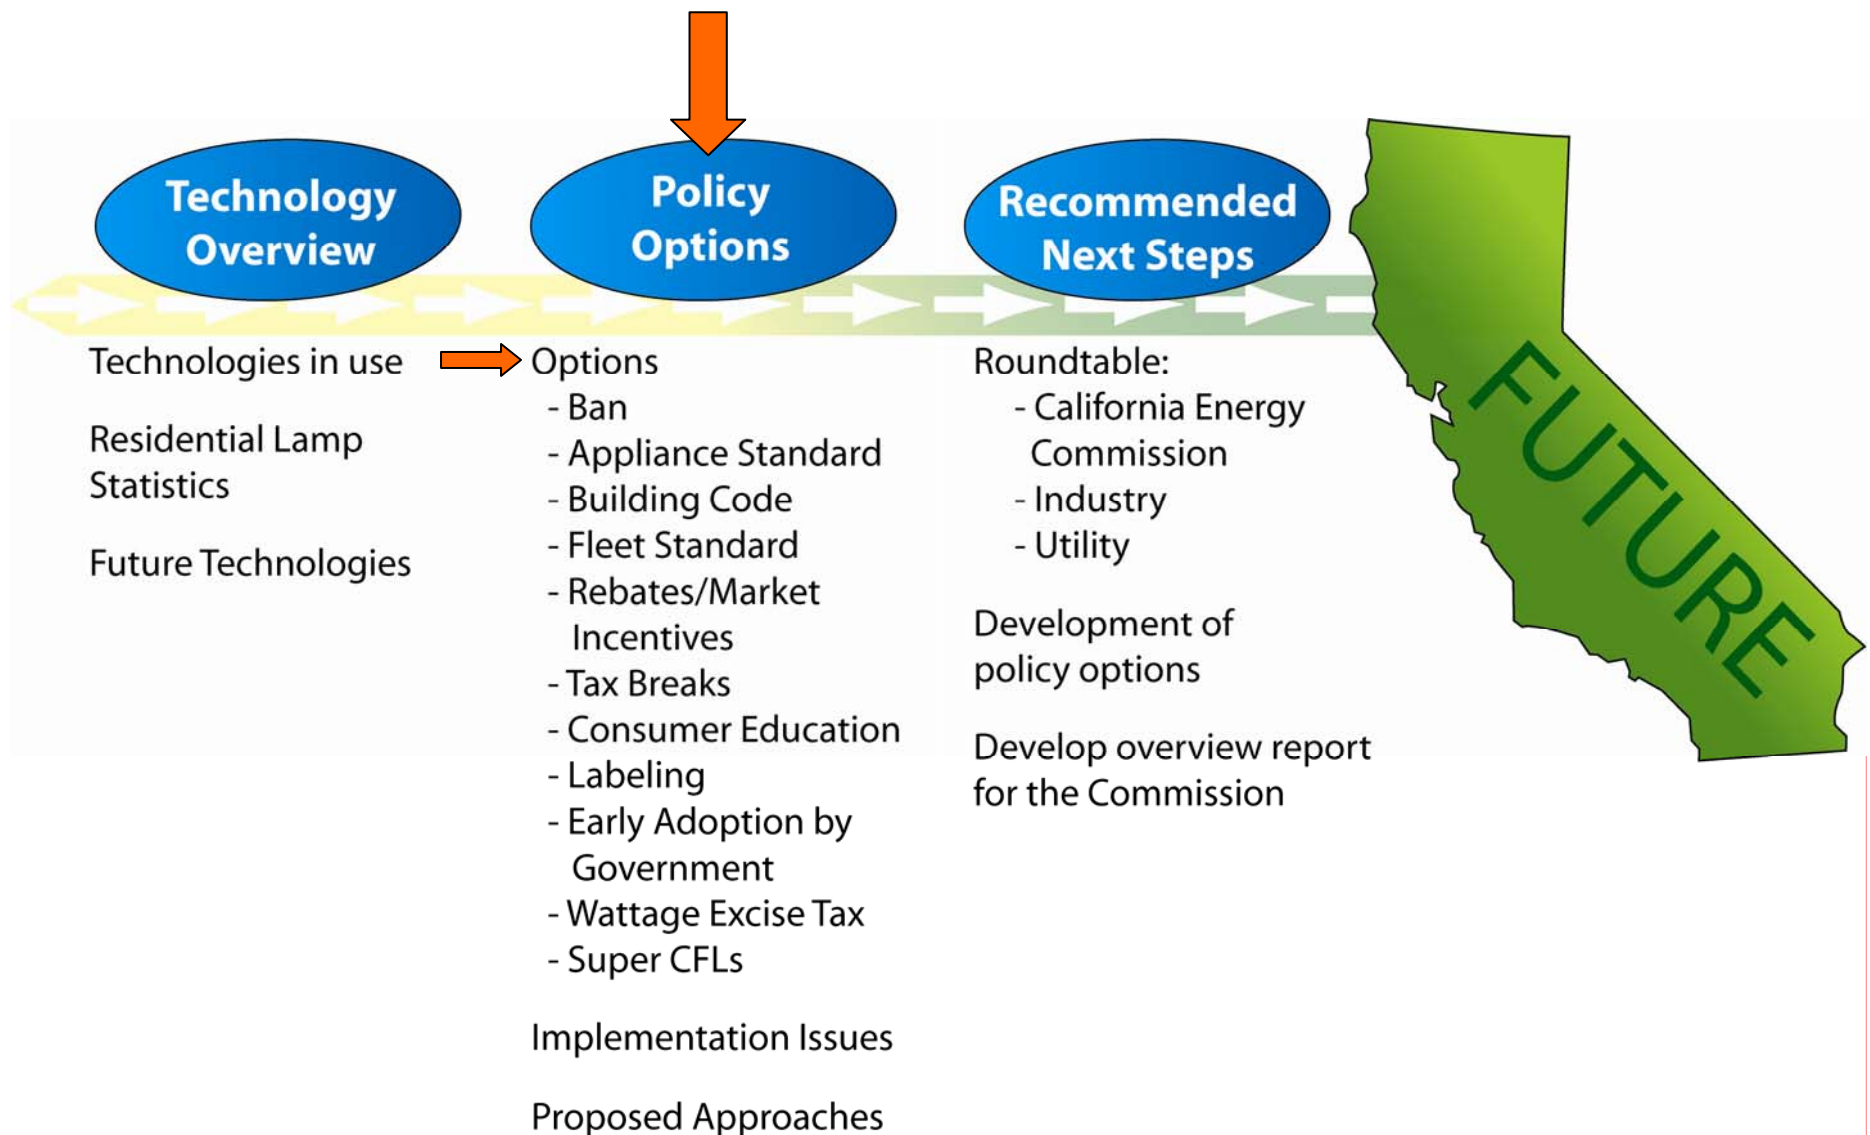 Technology
Overview
Policy
Options
Recommended
Next Steps
Technologies in use
Residential Lamp
Statistics
Future Technologies
Options
- Ban
- Appliance Standard
- Building Code
- Fleet Standard
- Rebates/Market
Incentives
- Tax Breaks
- Consumer Education
- Labeling
- Early Adoption by
Government
- Wattage Excise Tax
- Super CFLs
Implementation Issues
Proposed Approaches
Roundtable:
- California Energy
Commission
- Industry
- Utility
Development of
policy options
Develop overview report
for the Commission
FUTURE